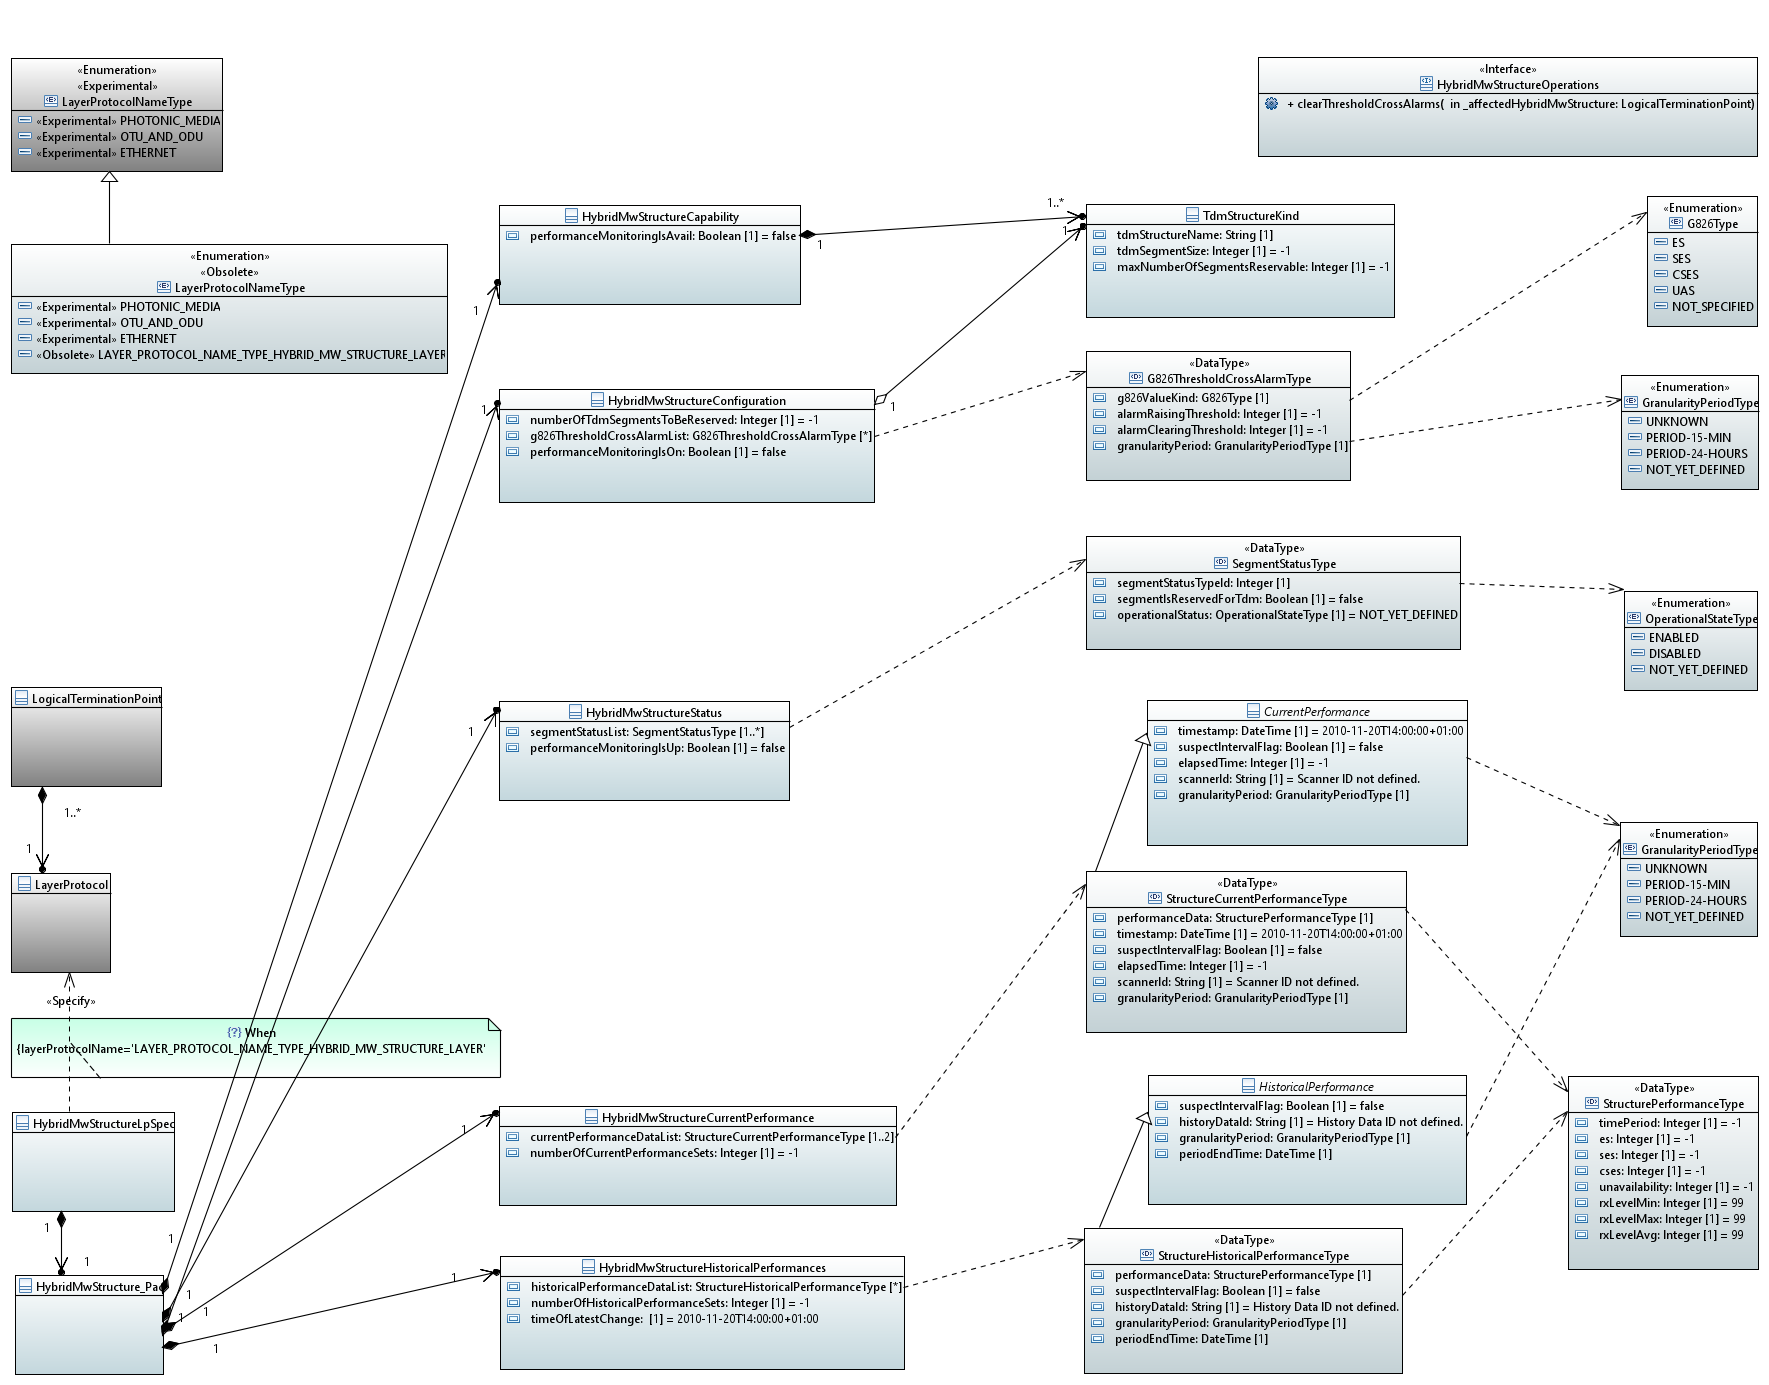 «Enumeration»
«Experimental»
LayerProtocolNameType
«Experimental» PHOTONIC_MEDIA
«Experimental» OTU_AND_ODU
«Experimental» ETHERNET
«Enumeration»
«Obsolete»
LayerProtocolNameType
«Experimental» PHOTONIC_MEDIA
«Experimental» OTU_AND_ODU
«Experimental» ETHERNET
«Obsolete» LAYER_PROTOCOL_NAME_TYPE_HYBRID_MW_STRUCTURE_LAYER
«Interface»
HybridMwStructureOperations
+ clearThresholdCrossAlarms( in _affectedHybridMwStructure: LogicalTerminationPoint)
HybridMwStructureCapability
performanceMonitoringIsAvail: Boolean [1] = false
1
1..*
1
1
TdmStructureKind
tdmStructureName: String [1]
tdmSegmentSize: Integer [1] = -1
maxNumberOfSegmentsReservable: Integer [1] = -1
«Enumeration»
G826Type
ES
SES
CSES
UAS
NOT_SPECIFIED
HybridMwStructureConfiguration
numberOfTdmSegmentsToBeReserved: Integer [1] = -1
g826ThresholdCrossAlarmList: G826ThresholdCrossAlarmType [*]
performanceMonitoringIsOn: Boolean [1] = false
1
1
«DataType»
G826ThresholdCrossAlarmType
g826ValueKind: G826Type [1]
alarmRaisingThreshold: Integer [1] = -1
alarmClearingThreshold: Integer [1] = -1
granularityPeriod: GranularityPeriodType [1]
«Enumeration»
GranularityPeriodType
UNKNOWN
PERIOD-15-MIN
PERIOD-24-HOURS
NOT_YET_DEFINED
«DataType»
SegmentStatusType
segmentStatusTypeId: Integer [1]
segmentIsReservedForTdm: Boolean [1] = false
operationalStatus: OperationalStateType [1] = NOT_YET_DEFINED
«Enumeration»
OperationalStateType
ENABLED
DISABLED
NOT_YET_DEFINED
LogicalTerminationPoint
1..*
1
LayerProtocol
HybridMwStructureStatus
segmentStatusList: SegmentStatusType [1..*]
performanceMonitoringIsUp: Boolean [1] = false
1
CurrentPerformance
timestamp: DateTime [1] = 2010-11-20T14:00:00+01:00
suspectIntervalFlag: Boolean [1] = false
elapsedTime: Integer [1] = -1
scannerId: String [1] = Scanner ID not defined.
granularityPeriod: GranularityPeriodType [1]
«Enumeration»
GranularityPeriodType
UNKNOWN
PERIOD-15-MIN
PERIOD-24-HOURS
NOT_YET_DEFINED
«DataType»
StructureCurrentPerformanceType
performanceData: StructurePerformanceType [1]
timestamp: DateTime [1] = 2010-11-20T14:00:00+01:00
suspectIntervalFlag: Boolean [1] = false
elapsedTime: Integer [1] = -1
scannerId: String [1] = Scanner ID not defined.
granularityPeriod: GranularityPeriodType [1]
«Specify»
{?} When
{layerProtocolName='LAYER_PROTOCOL_NAME_TYPE_HYBRID_MW_STRUCTURE_LAYER'
HybridMwStructureLpSpec
1
1
HybridMwStructure_Pac
1
1
1
1
1
HybridMwStructureCurrentPerformance
currentPerformanceDataList: StructureCurrentPerformanceType [1..2]
numberOfCurrentPerformanceSets: Integer [1] = -1
1
HistoricalPerformance
suspectIntervalFlag: Boolean [1] = false
historyDataId: String [1] = History Data ID not defined.
granularityPeriod: GranularityPeriodType [1]
periodEndTime: DateTime [1]
«DataType»
StructurePerformanceType
timePeriod: Integer [1] = -1
es: Integer [1] = -1
ses: Integer [1] = -1
cses: Integer [1] = -1
unavailability: Integer [1] = -1
rxLevelMin: Integer [1] = 99
rxLevelMax: Integer [1] = 99
rxLevelAvg: Integer [1] = 99
HybridMwStructureHistoricalPerformances
historicalPerformanceDataList: StructureHistoricalPerformanceType [*]
numberOfHistoricalPerformanceSets: Integer [1] = -1
timeOfLatestChange: [1] = 2010-11-20T14:00:00+01:00
1
«DataType»
StructureHistoricalPerformanceType
performanceData: StructurePerformanceType [1]
suspectIntervalFlag: Boolean [1] = false
historyDataId: String [1] = History Data ID not defined.
granularityPeriod: GranularityPeriodType [1]
periodEndTime: DateTime [1]